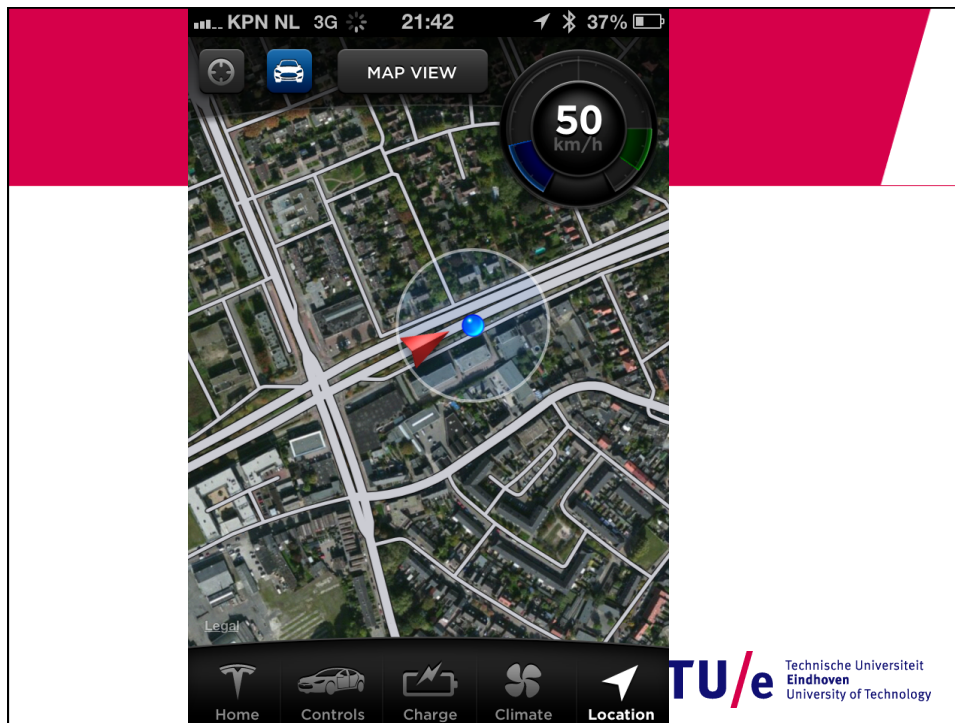 KPN NL 3G 21:42 37%
MAP VIEW
50
km/h
Legal
Home Controls Charge Climate Location
TU/e Technische Universiteit
Eindhoven
University of Technology